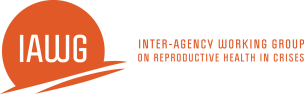 IAWG
INTER-AGENCY WORKING GROUP
ON REPRODUCTIVE HEALTH IN CRISES